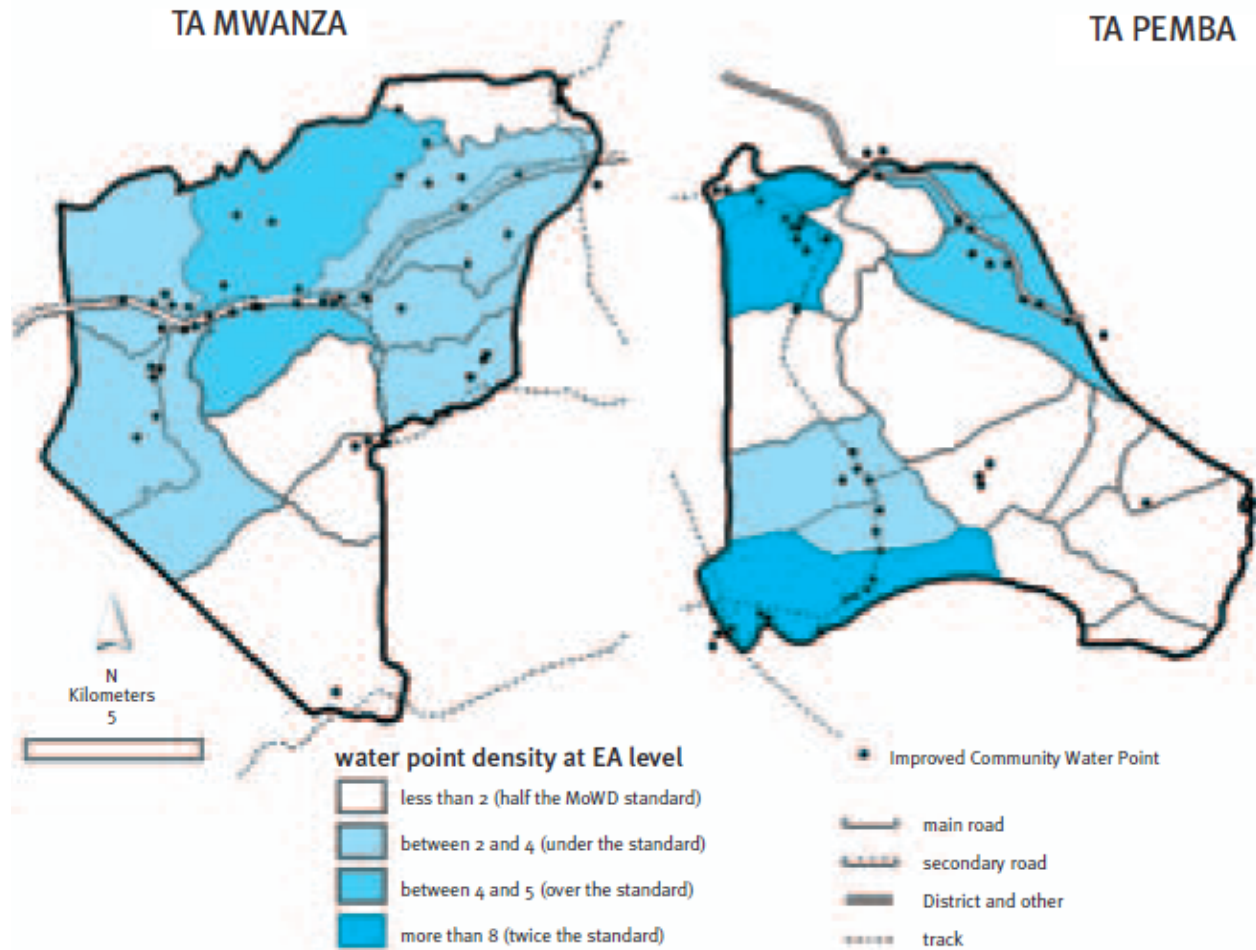 TA MWANZA
TA PEMBA
N
Kilometers
5
water point density at EA level
less than 2 (half the MoWD standard)
between 2 and 4 (under the standard)
between 4 and 5 (over the standard)
more than 8 (twice the standard)
Improved Community Water Point
main road
secondary road
District and other
track